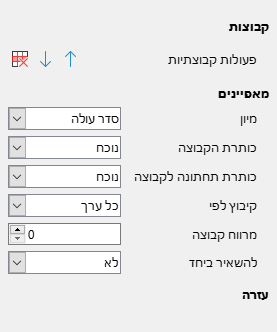 קבוצות
פעולות קבוצתיות
מאפיינים
מיון סדר עולה
כותרת הקבוצה נוכח
כותרת תחתונה לקבוצה נוכח
קיבוץ לפי כל ערך
מרווח קבוצה 0
להשאיר ביחד לא
עזרה